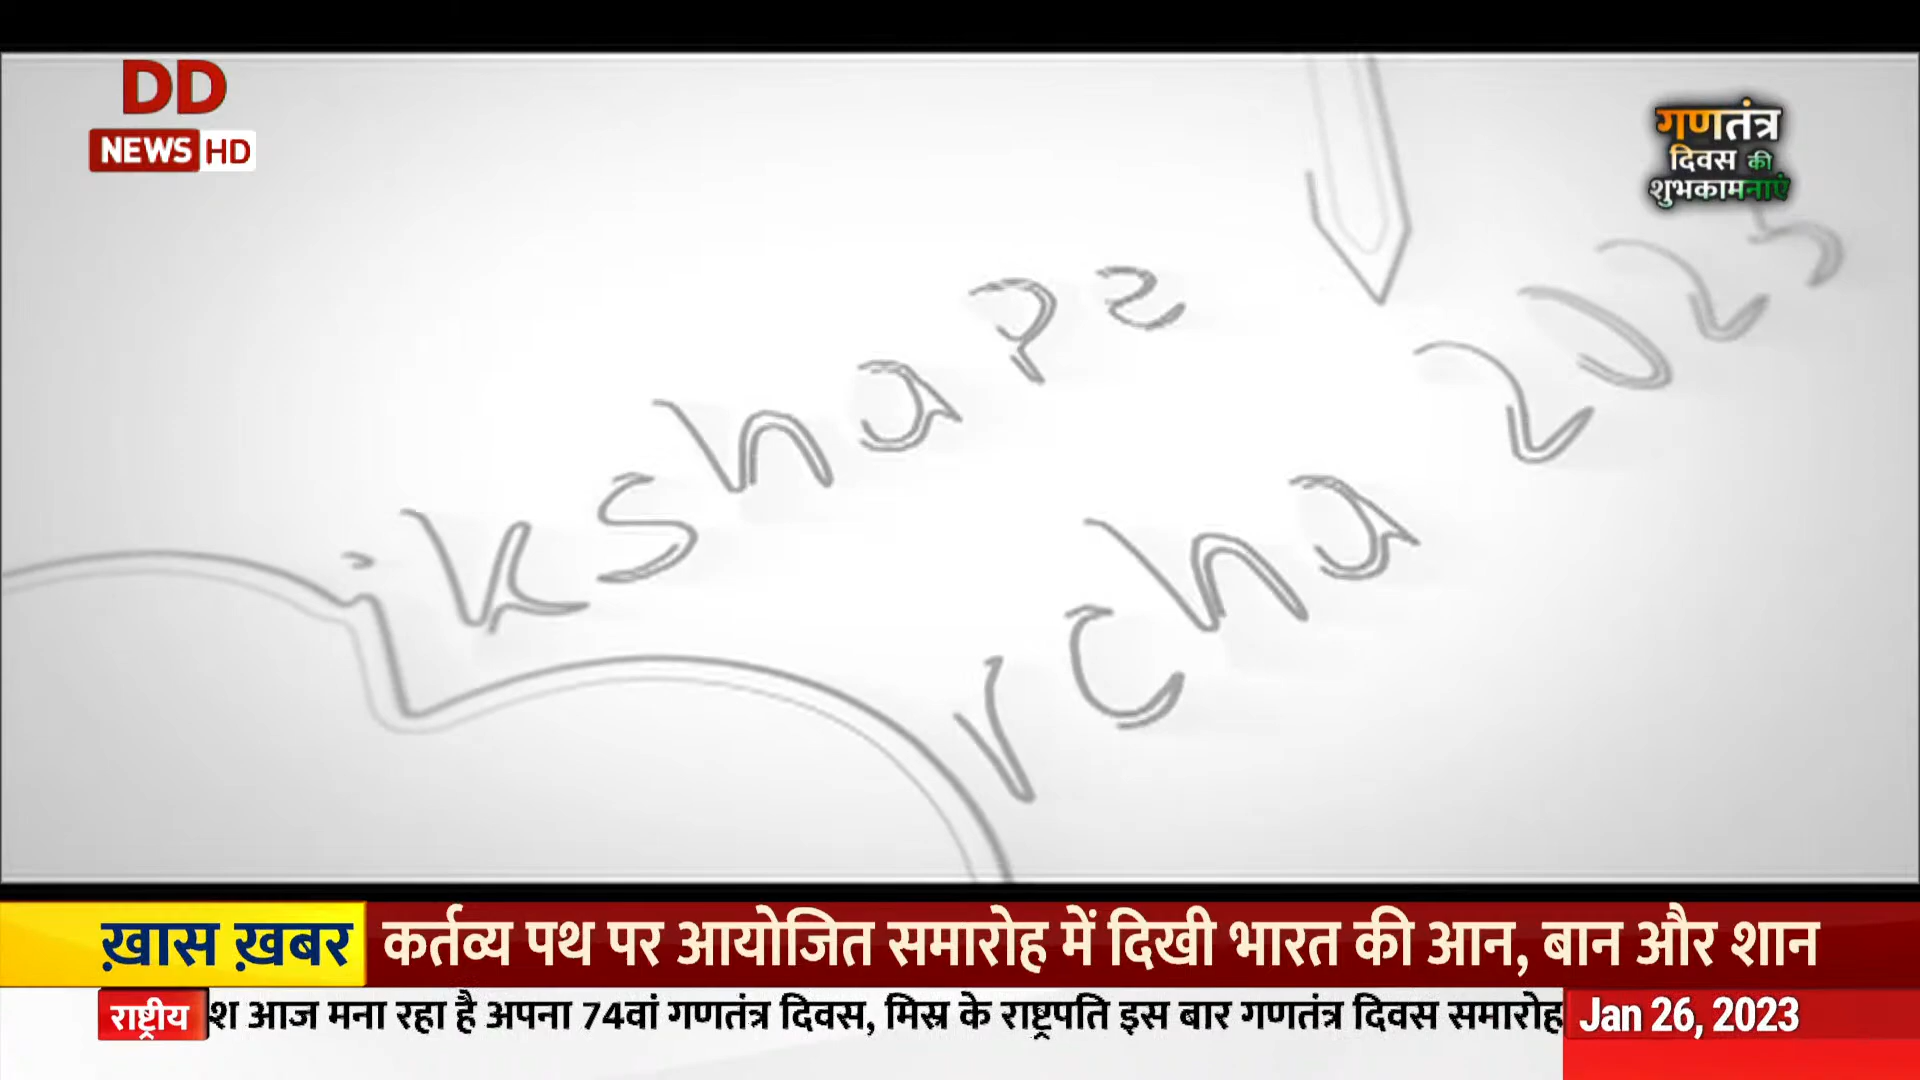 DD
NEWS HD
गणतंत्र
दिवस की
शुभकामनाएं
rcha 2023
ख़ास ख़बर कर्तव्य पथ पर आयोजित समारोह में दिखी भारत की आन, बान और शान
राष्ट्रीय श आज मना रहा है अपना 74वां गणतंत्र दिवस, मिस्र के राष्ट्रपति इस बार गणतंत्र दिवस समारोह Jan 26, 2023